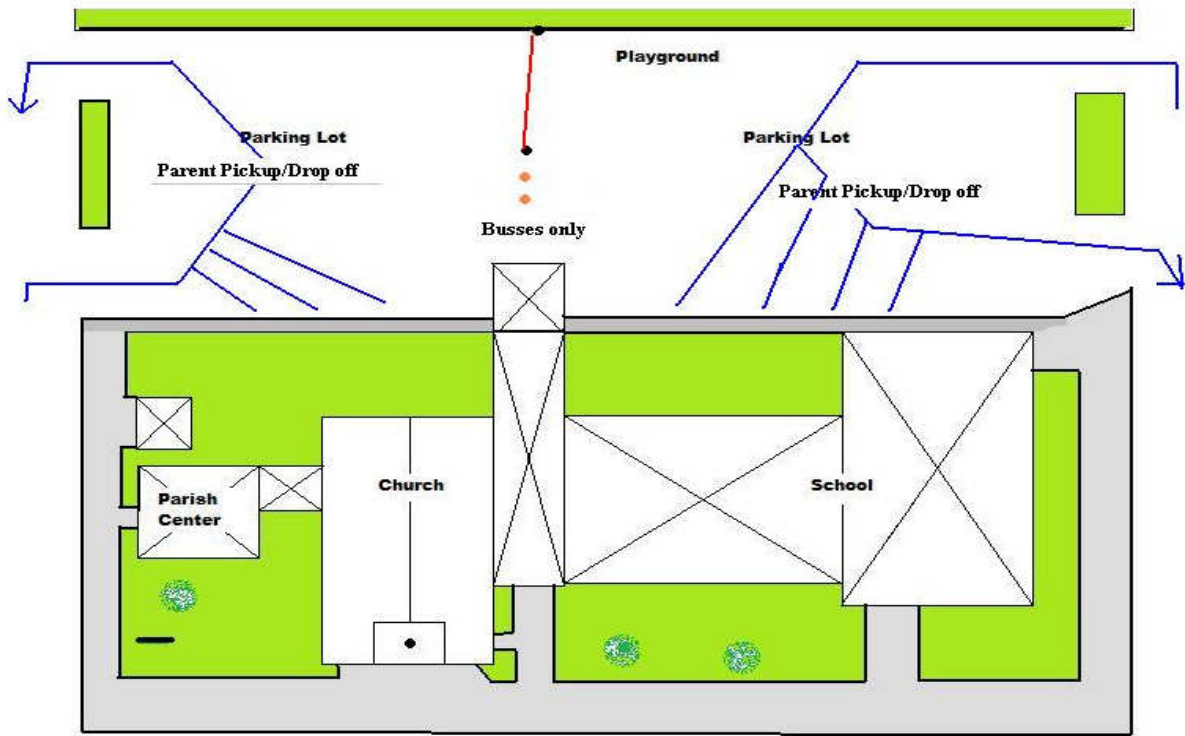 Playground
Parking Lot
Parking Lot
Parent Pickup/Drop off
Parent Pickup/Drop off
Busses only
Church
School
Parish
Center